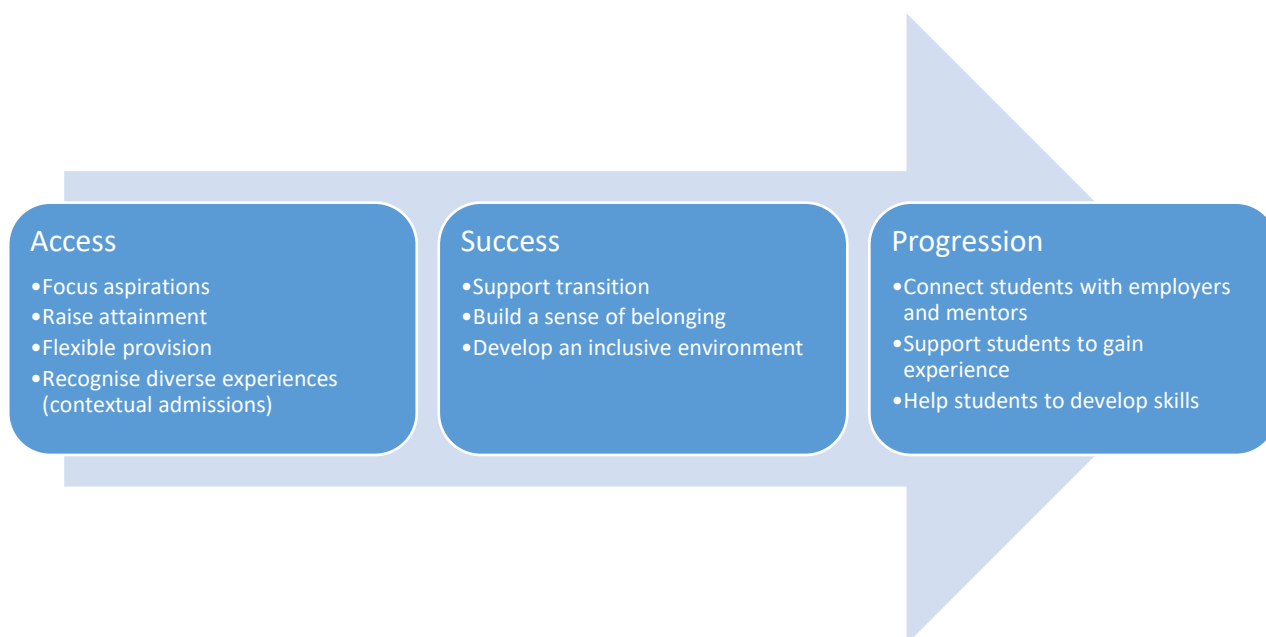 Access
•Focus aspirations
•Raise attainment
•Flexible provision
•Recognise diverse experiences
(contextual admissions)
Success
•Support transition
•Build a sense of belonging
•Develop an inclusive environment
Progression
•Connect students with employers
and mentors
•Support students to gain
experience
•Help students to develop skills